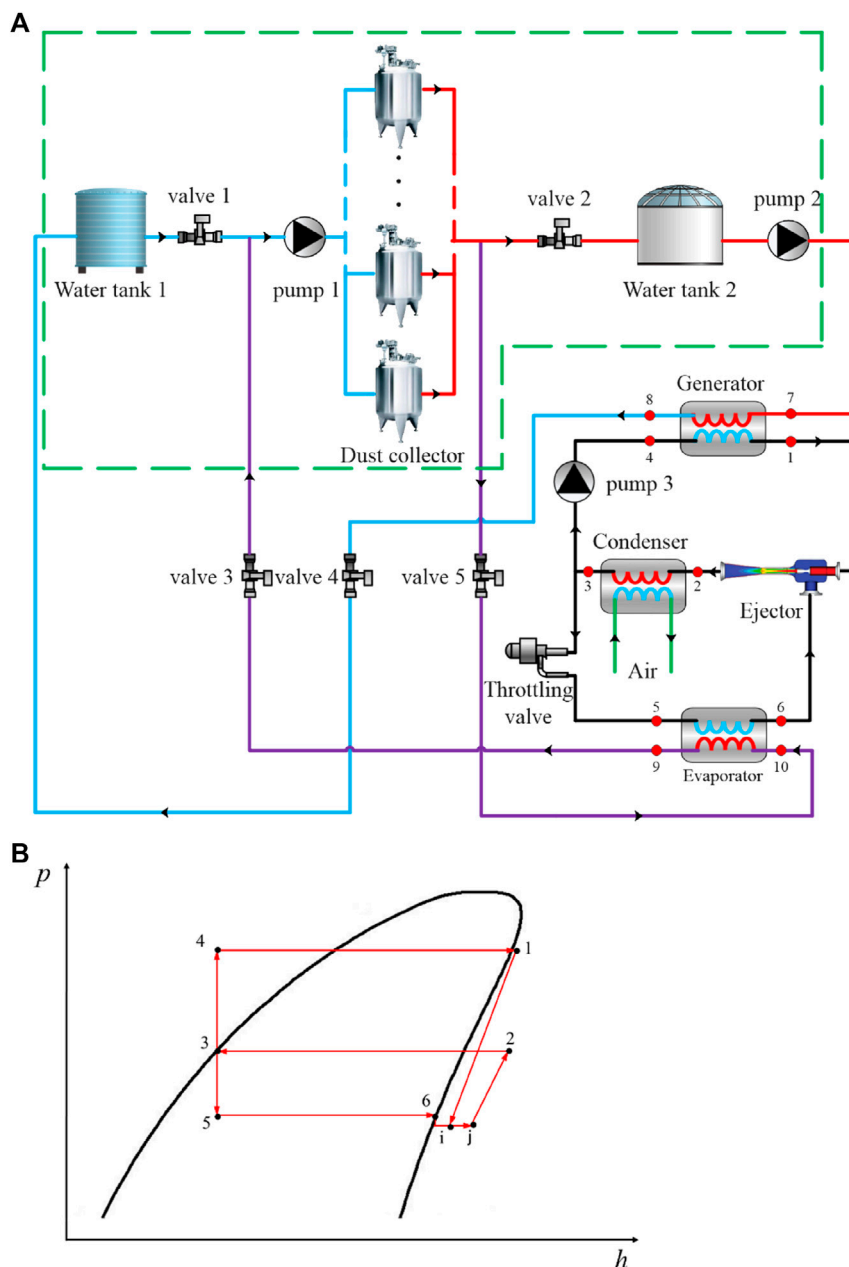 A
valve 1
valve 2
pump 2
Water tank 1
pump 1
Water tank 2
Generator
8
7
Dust collector
4
1
pump 3
Condenser
valve 3
valve 4
valve 5
3
2
Ejector
Throttling
valve
Air
5
6
9
Evaporator
10
B
p
4
1
3
2
5
6
i
j
h